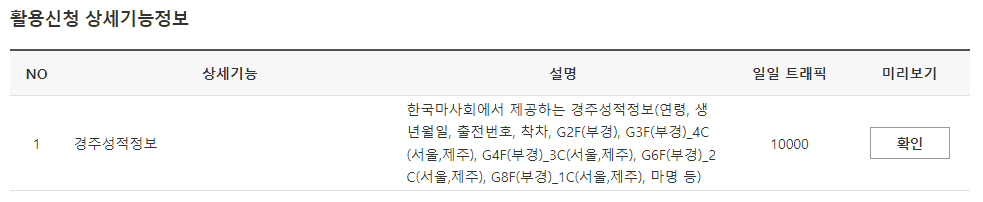 활용신청 상세기능정보
NO 상세기능 설명 일일 트래픽 미리보기
한국마사회에서 제공하는 경주성적정보(연령, 생
년월일, 출전번호, 착차, G2F(부경), G3F(부경)_4C
1 경주성적정보 (서울,제주), G4F(부경)_3C(서울,제주), G6F(부경)_2 10000 확인
C(서울,제주), G8F(부경)_1C(서울,제주), 마명 등)